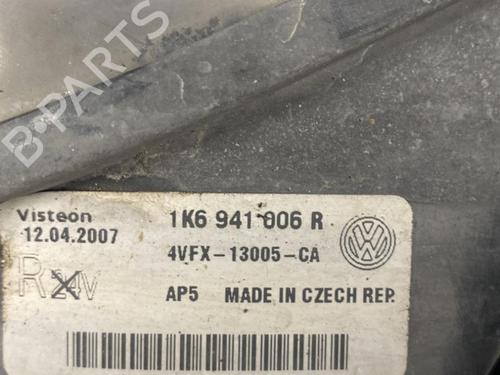 B-Parts
Visteon
1K6 941 006 R
12.04.2007
4VFX-13005-CA
R 24V
AP5 MADE IN CZECH REP.